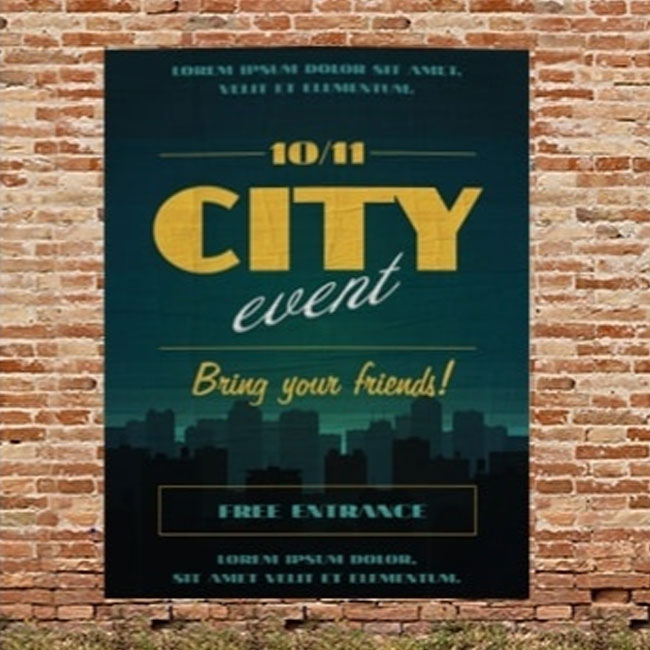 LOREM IPSUM DOLOR SIT AMET,
VELIT ET ELEMENTUM.
10/11
CITY
event
Bring your friends!
FREE ENTRANCE
LOREM IPSUM DOLOR,
SIT AMET VELIT ET ELEMENTUM.